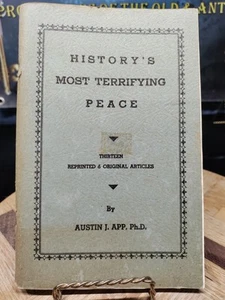 HISTORY'S
MOST TERRIFYING
PEACE
THIRTEEN
REPRINTED & ORIGINAL ARTICLES
By
AUSTIN J. APP, Ph.D.